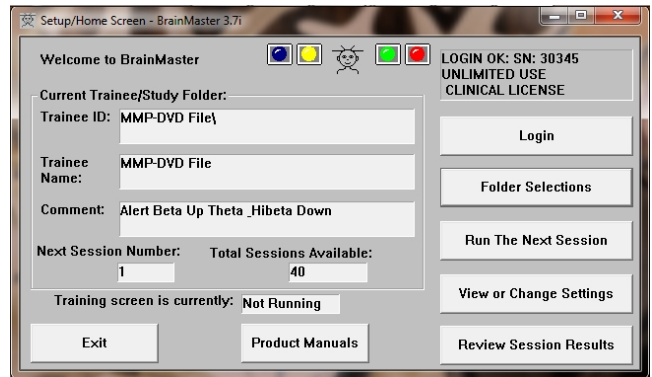 Setup/Home Screen - BrainMaster 3.7i
Welcome to BrainMaster
LOGIN OK: SN: 30345
UNLIMITED USE
CLINICAL LICENSE
Current Trainee/Study Folder:
Trainee ID: MMP-DVD File\
Trainee Name: MMP-DVD File
Comment: Alert Beta Up Theta _Hibeta Down
Next Session Number: Total Sessions Available:
1 40
Training screen is currently: Not Running
Login
Folder Selections
Run The Next Session
View or Change Settings
Exit Product Manuals Review Session Results